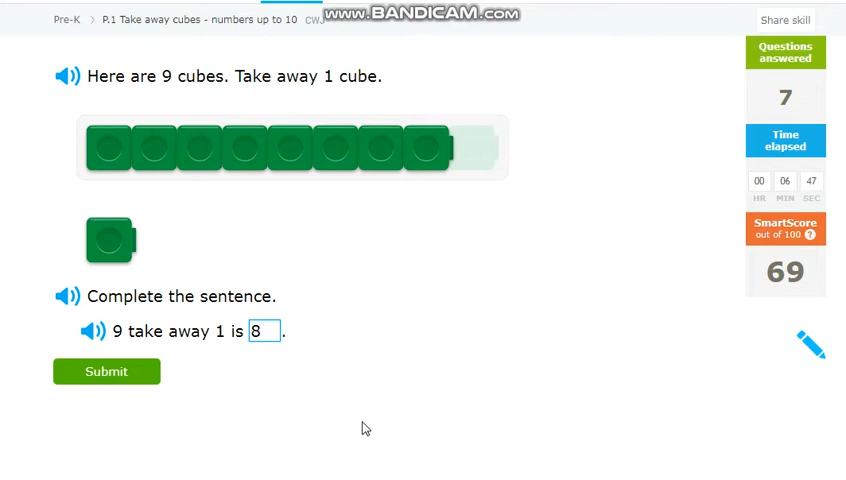 www.BANDICAM.com
Pre-K > P.1 Take away cubes - numbers up to 10 CWJ
Share skill
Here are 9 cubes. Take away 1 cube.
Questions answered
7
Time elapsed
00 06 47
HR MIN SEC
SmartScore
out of 100 ?
69
Complete the sentence.
9 take away 1 is 8 .
Submit